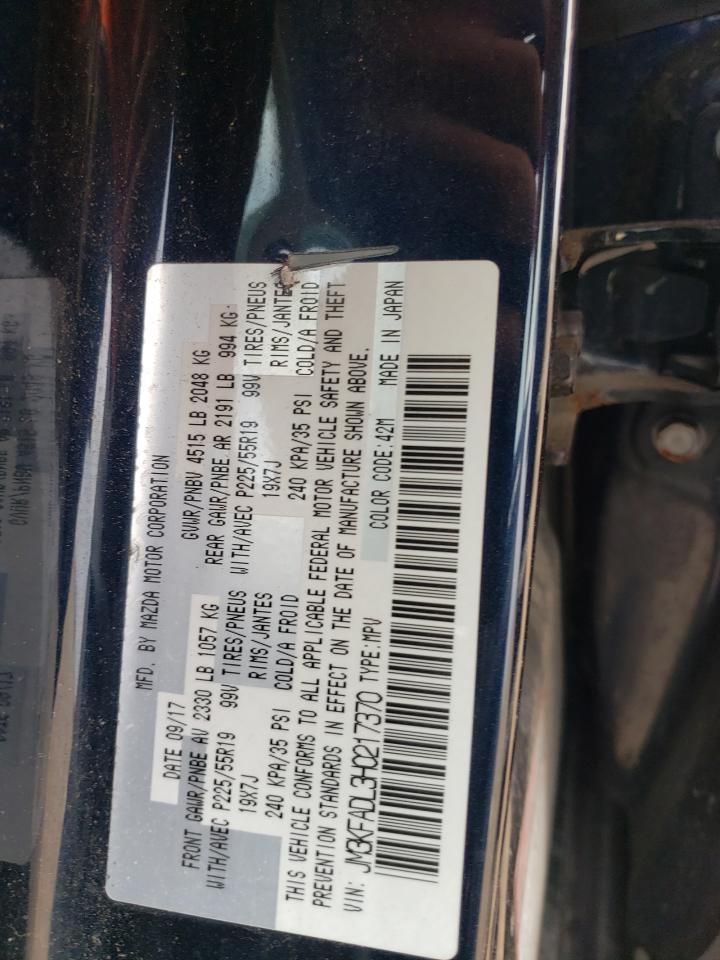 MFD. BY MAZDA MOTOR CORPORATION
DATE 09/17 GVWR/PNBV 4515 LB 2048 KG
FRONT GAWR/PNBE AV 2330 LB 1057 KG REAR GAWR/PNBE AR 2191 LB 994 KG
WITH/AVEC P225/55R19 99V TIRES/PNEUS WITH/AVEC P225/55R19 99V TIRES/PNEUS
19X7J RIMS/JANTES 19X7J RIMS/JANTES
240 KPA/35 PSI COLD/A FROID 240 KPA/35 PSI COLD/A FROID
THIS VEHICLE CONFORMS TO ALL APPLICABLE FEDERAL MOTOR VEHICLE SAFETY AND THEFT
PREVENTION STANDARDS IN EFFECT ON THE DATE OF MANUFACTURE SHOWN ABOVE.
VIN: JM3KFADL3H0217370 TYPE:MPV COLOR CODE:42M MADE IN JAPAN